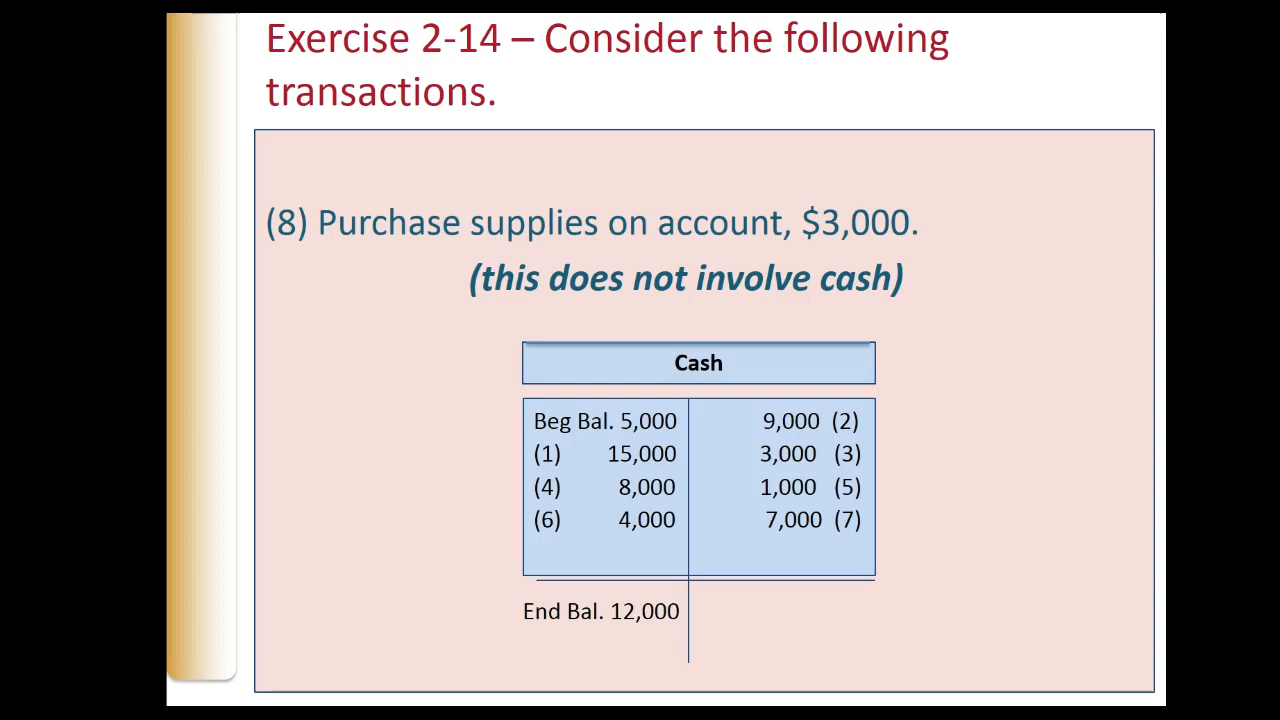 Exercise 2-14 – Consider the following
transactions.
(8) Purchase supplies on account, $3,000.
(this does not involve cash)
Cash
Beg Bal. 5,000 9,000 (2)
(1) 15,000 3,000 (3)
(4) 8,000 1,000 (5)
(6) 4,000 7,000 (7)
End Bal. 12,000